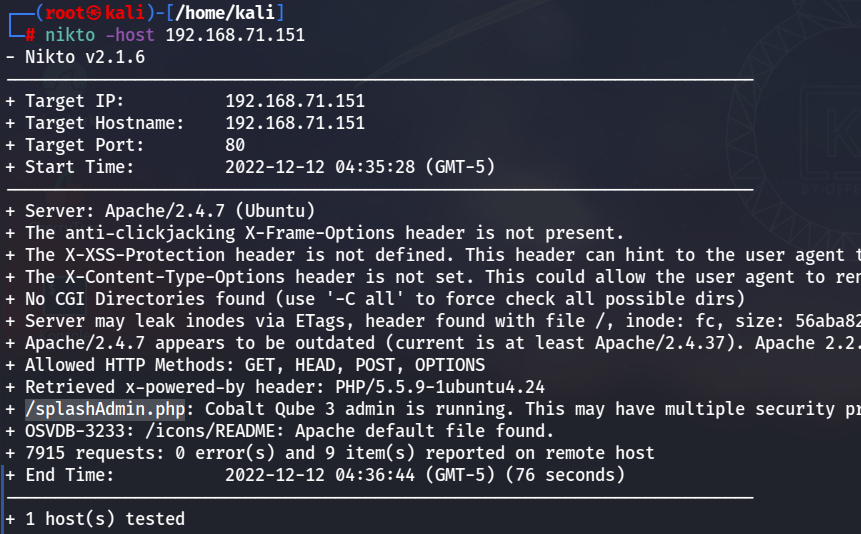 ┌──(root㉿kali)-[/home/kali]
└─# nikto -host 192.168.71.151
- Nikto v2.1.6
---------------------------------------------------------------------------
+ Target IP:          192.168.71.151
+ Target Hostname:    192.168.71.151
+ Target Port:        80
+ Start Time:         2022-12-12 04:35:28 (GMT-5)
---------------------------------------------------------------------------
+ Server: Apache/2.4.7 (Ubuntu)
+ The anti-clickjacking X-Frame-Options header is not present.
+ The X-XSS-Protection header is not defined. This header can hint to the user agent t
+ The X-Content-Type-Options header is not set. This could allow the user agent to ren
+ No CGI Directories found (use '-C all' to force check all possible dirs)
+ Server may leak inodes via ETags, header found with file /, inode: fc, size: 56aba82
+ Apache/2.4.7 appears to be outdated (current is at least Apache/2.4.37). Apache 2.2.
+ Allowed HTTP Methods: GET, HEAD, POST, OPTIONS
+ Retrieved x-powered-by header: PHP/5.5.9-1ubuntu4.24
+ /splashAdmin.php: Cobalt Qube 3 admin is running. This may have multiple security pr
+ OSVDB-3233: /icons/README: Apache default file found.
+ 7915 requests: 0 error(s) and 9 item(s) reported on remote host
+ End Time:           2022-12-12 04:36:44 (GMT-5) (76 seconds)
---------------------------------------------------------------------------
+ 1 host(s) tested